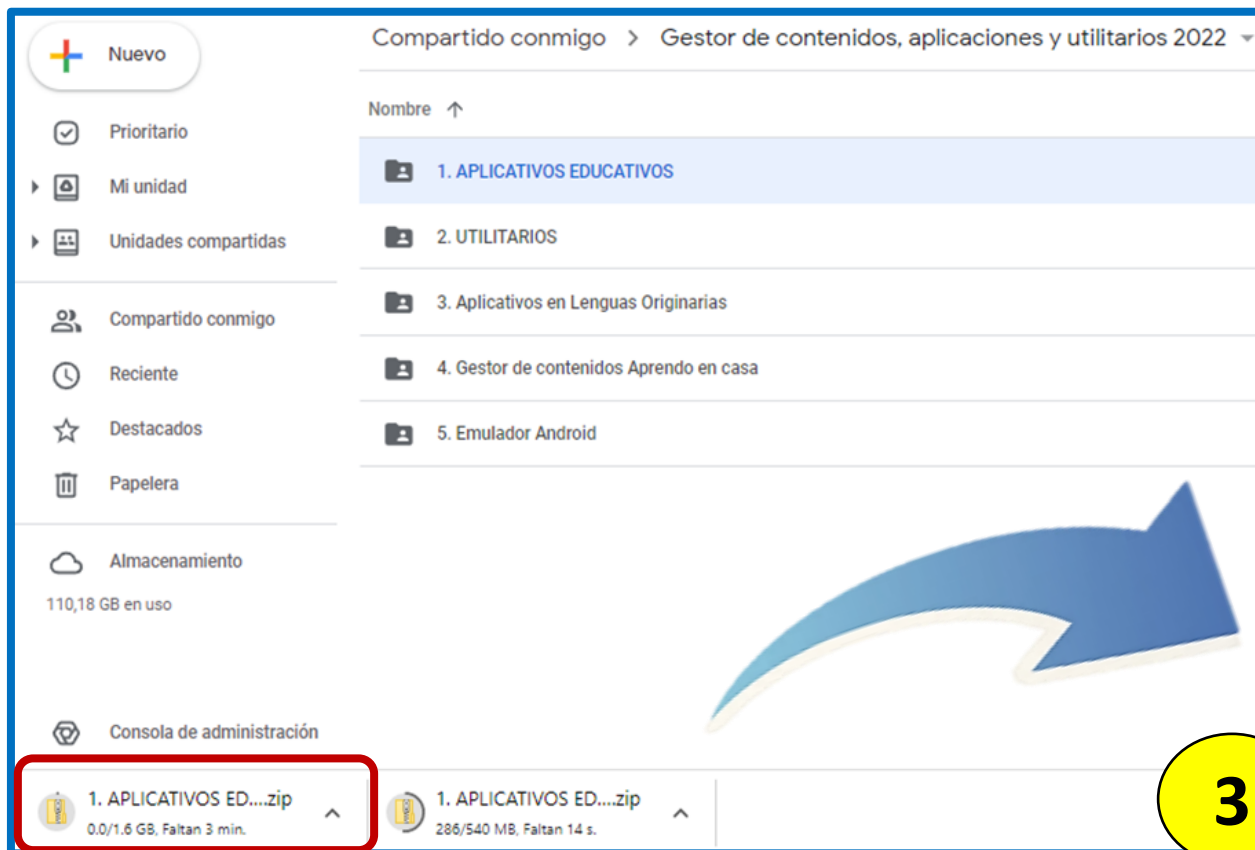 Nuevo
Prioritario
Mi unidad
Unidades compartidas
Compartido conmigo
Reciente
Destacados
Papelera
Almacenamiento
110,18 GB en uso
Consola de administración
Compartido conmigo > Gestor de contenidos, aplicaciones y utilitarios 2022
Nombre
1. APLICATIVOS EDUCATIVOS
2. UTILITARIOS
3. Aplicativos en Lenguas Originarias
4. Gestor de contenidos Aprendo en casa
5. Emulador Android
1. APLICATIVOS ED....zip
0.0/1.6 GB, Faltan 3 min.
1. APLICATIVOS ED....zip
286/540 MB, Faltan 14 s.
3